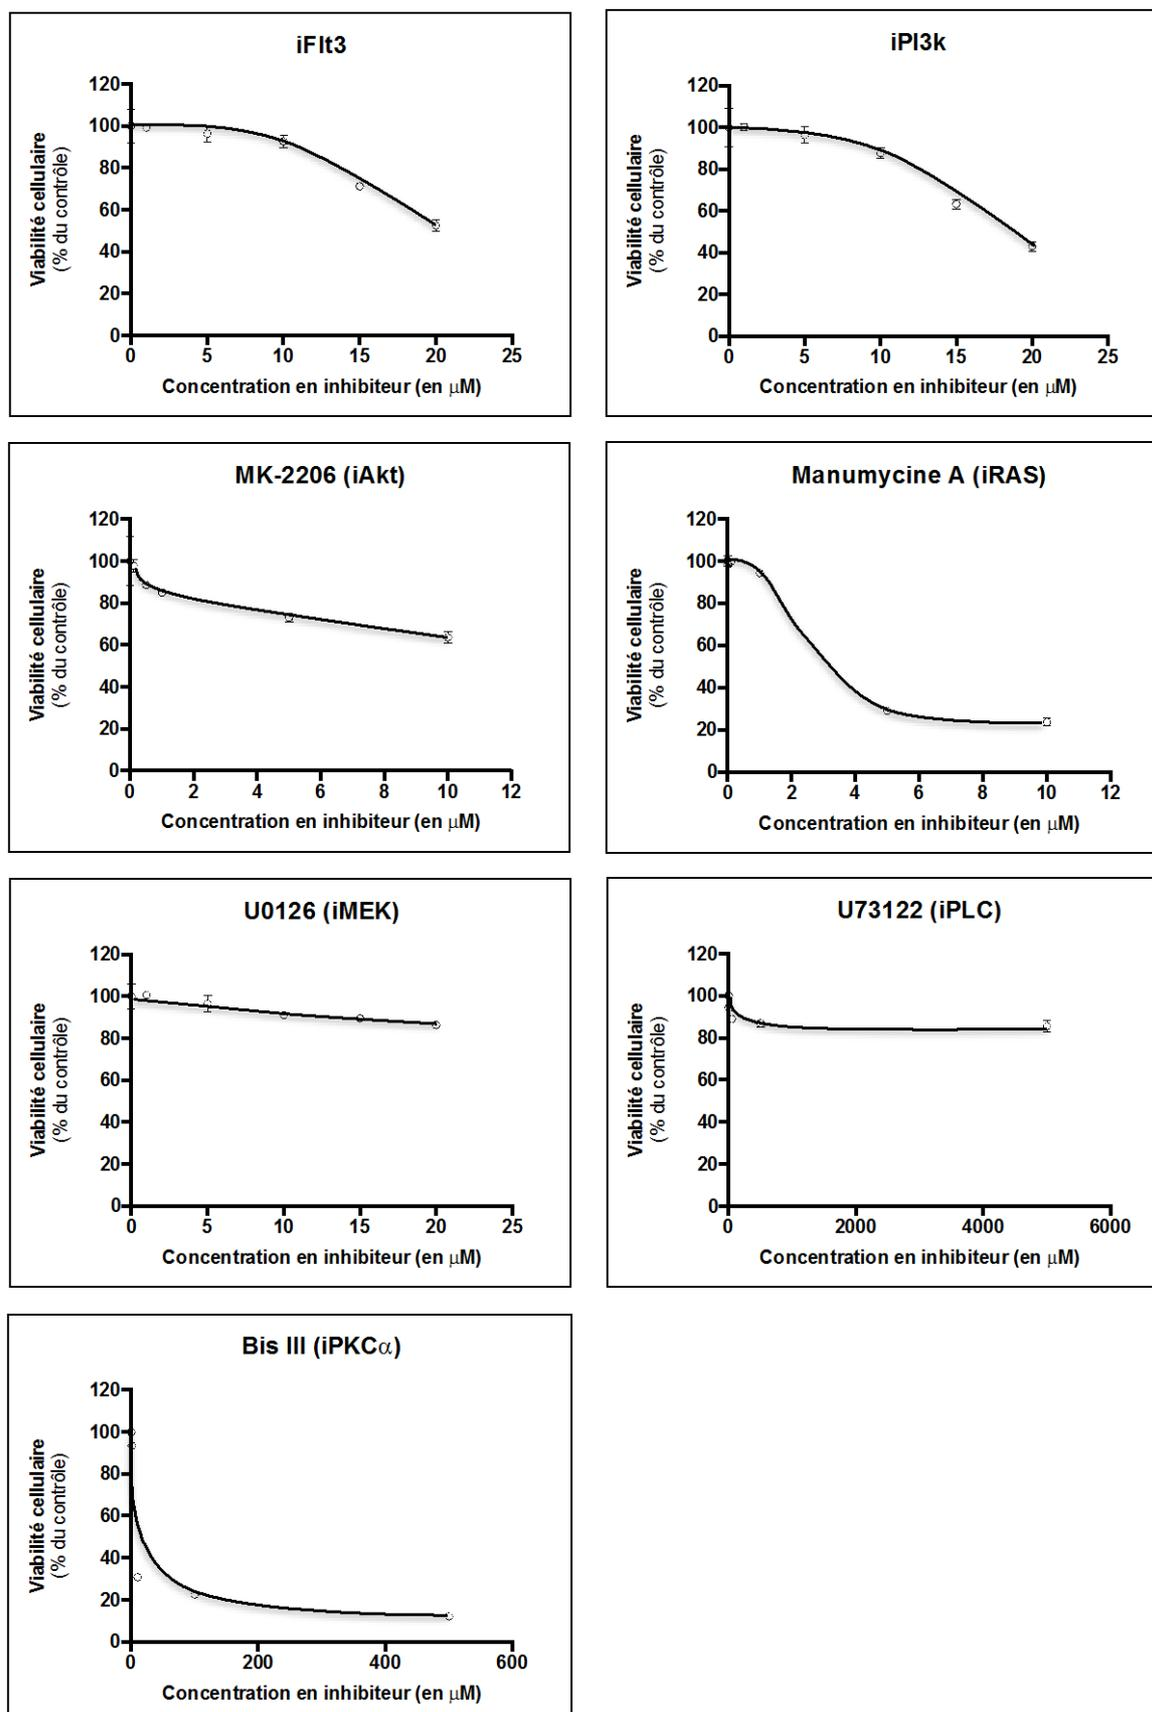 iFlt3
120
100
80
60
40
20
0
0 5 10 15 20 25
Viabilité cellulaire
(% du contrôle)
Concentration en inhibiteur (en μM)
iPI3k
120
100
80
60
40
20
0
0 5 10 15 20 25
Viabilité cellulaire
(% du contrôle)
Concentration en inhibiteur (en μM)
MK-2206 (iAkt)
120
100
80
60
40
20
0
0 2 4 6 8 10 12
Viabilité cellulaire
(% du contrôle)
Concentration en inhibiteur (en μM)
Manumycine A (iRAS)
120
100
80
60
40
20
0
0 2 4 6 8 10 12
Viabilité cellulaire
(% du contrôle)
Concentration en inhibiteur (en μM)
U0126 (iMEK)
120
100
80
60
40
20
0
0 5 10 15 20 25
Viabilité cellulaire
(% du contrôle)
Concentration en inhibiteur (en μM)
U73122 (iPLC)
120
100
80
60
40
20
0
0 2000 4000 6000
Viabilité cellulaire
(% du contrôle)
Concentration en inhibiteur (en μM)
Bis III (iPKCα)
120
100
80
60
40
20
0
0 200 400 600
Viabilité cellulaire
(% du contrôle)
Concentration en inhibiteur (en μM)